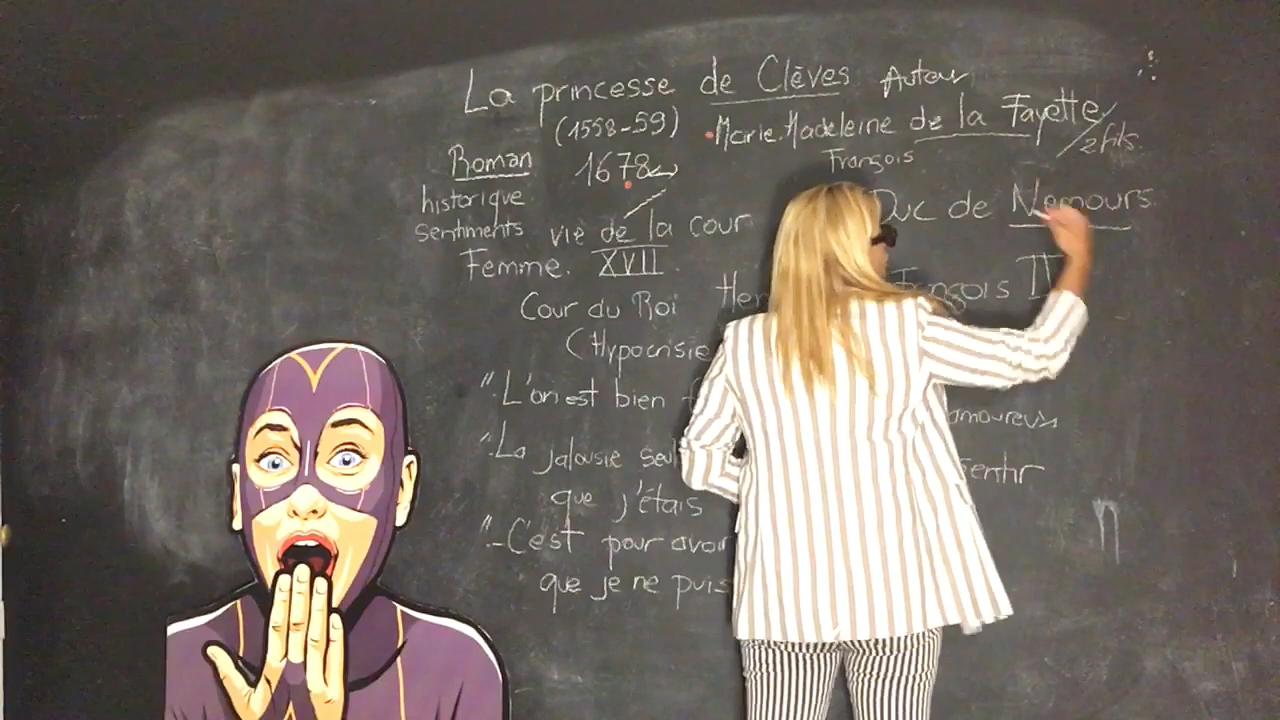 La princesse de Clèves Auteur
(1558-59) Marie.Madeleine de la Fayette/
François 2 fils
Roman 1678
historique Duc de Nemours
sentiments vie de la cour
Femme. XVII
Cour du Roi François II
(Hypocrisie
"L'on est bien amoureux
"La jalousie sentir
que j'étais
"-C'est pour avoir
que je ne puis
n